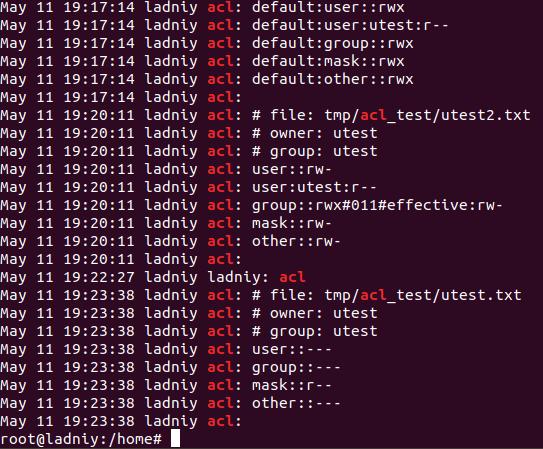 May 11 19:17:14 ladniy acl: default:user::rwx
May 11 19:17:14 ladniy acl: default:user:utest:r--
May 11 19:17:14 ladniy acl: default:group::rwx
May 11 19:17:14 ladniy acl: default:mask::rwx
May 11 19:17:14 ladniy acl: default:other::rwx
May 11 19:17:14 ladniy acl:
May 11 19:20:11 ladniy acl: # file: tmp/acl_test/utest2.txt
May 11 19:20:11 ladniy acl: # owner: utest
May 11 19:20:11 ladniy acl: # group: utest
May 11 19:20:11 ladniy acl: user::rw-
May 11 19:20:11 ladniy acl: user:utest:r--
May 11 19:20:11 ladniy acl: group::rwx#011#effective:rw-
May 11 19:20:11 ladniy acl: mask::rw-
May 11 19:20:11 ladniy acl: other::rw-
May 11 19:20:11 ladniy acl:
May 11 19:22:27 ladniy ladniy: acl
May 11 19:23:38 ladniy acl: # file: tmp/acl_test/utest.txt
May 11 19:23:38 ladniy acl: # owner: utest
May 11 19:23:38 ladniy acl: # group: utest
May 11 19:23:38 ladniy acl: user::---
May 11 19:23:38 ladniy acl: group::---
May 11 19:23:38 ladniy acl: mask::r--
May 11 19:23:38 ladniy acl: other::---
May 11 19:23:38 ladniy acl:
root@ladniy:/home#